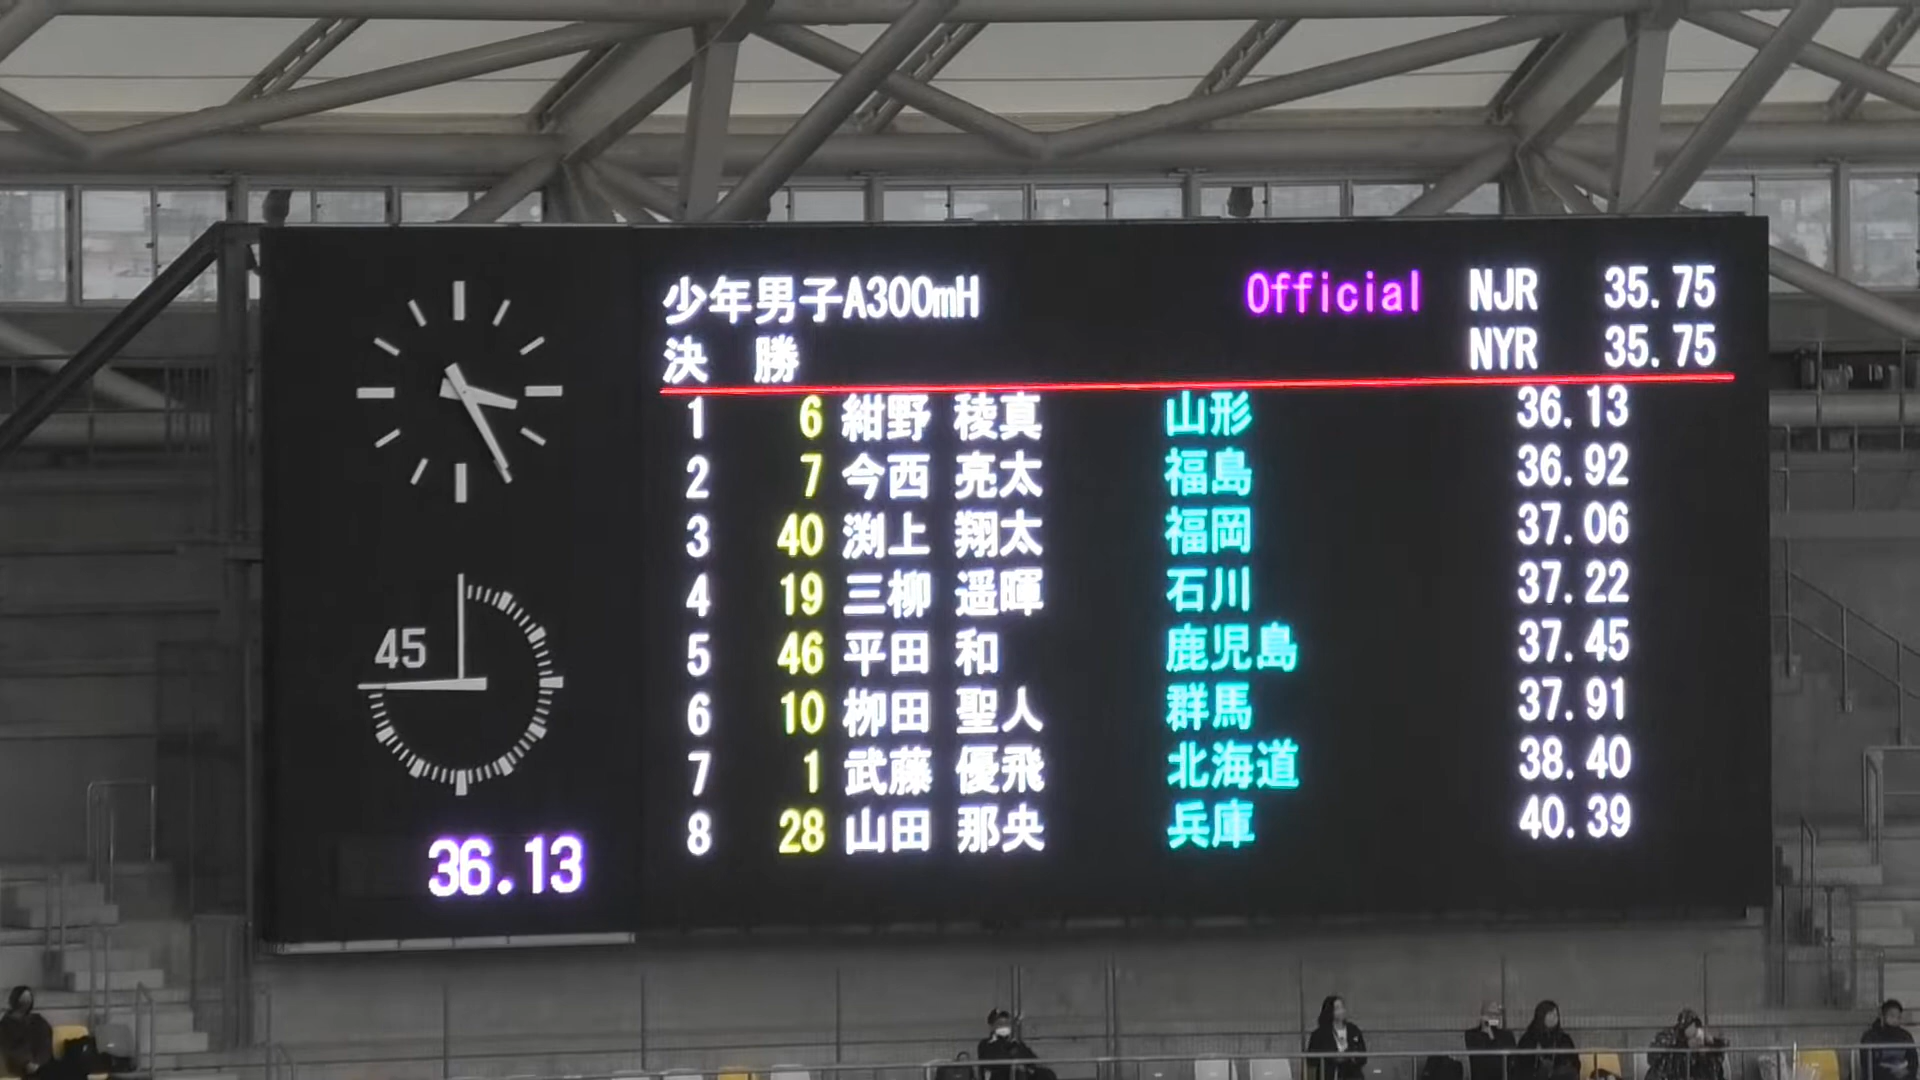 少年男子A300mH Official NJR 35.75
決 勝 NYR 35.75
1 6 紺野 稜真 山形 36.13
2 7 今西 亮太 福島 36.92
3 40 渕上 翔太 福岡 37.06
4 19 三柳 遥暉 石川 37.22
5 46 平田 和 鹿児島 37.45
6 10 柳田 聖人 群馬 37.91
7 1 武藤 優飛 北海道 38.40
8 28 山田 那央 兵庫 40.39
45
36.13